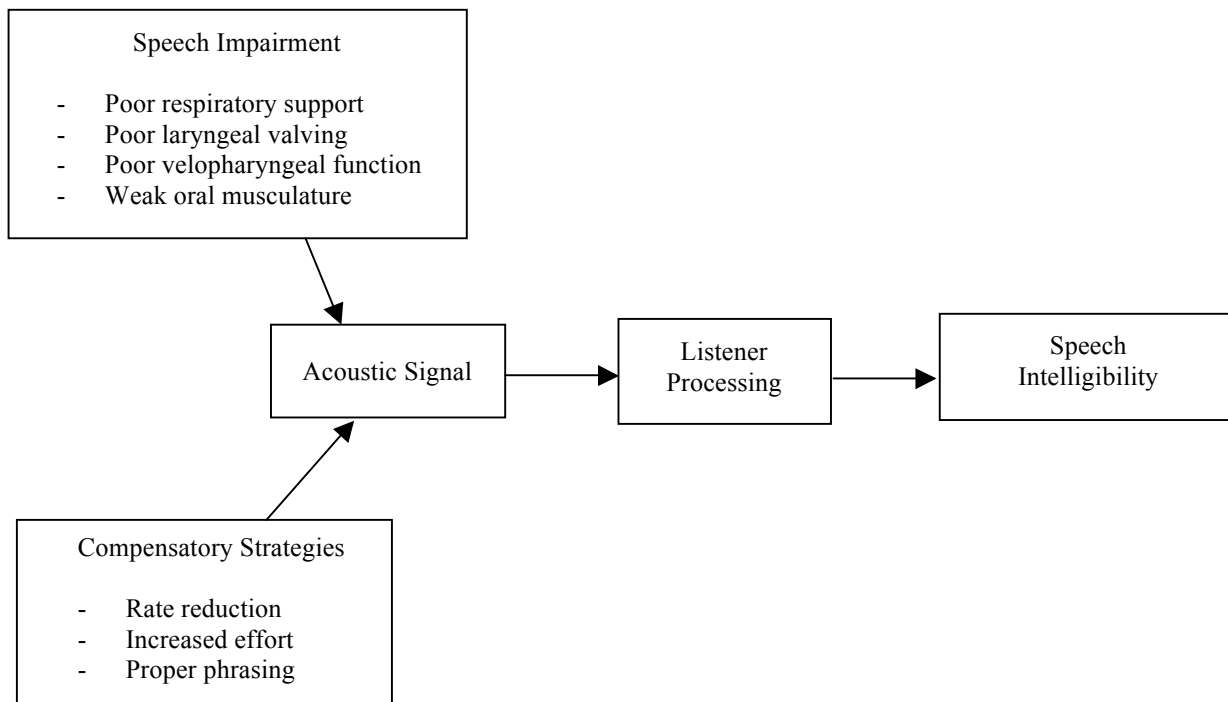 Speech Impairment
- Poor respiratory support
- Poor laryngeal valving
- Poor velopharyngeal function
- Weak oral musculature
Acoustic Signal
Listener
Processing
Speech
Intelligibility
Compensatory Strategies
- Rate reduction
- Increased effort
- Proper phrasing